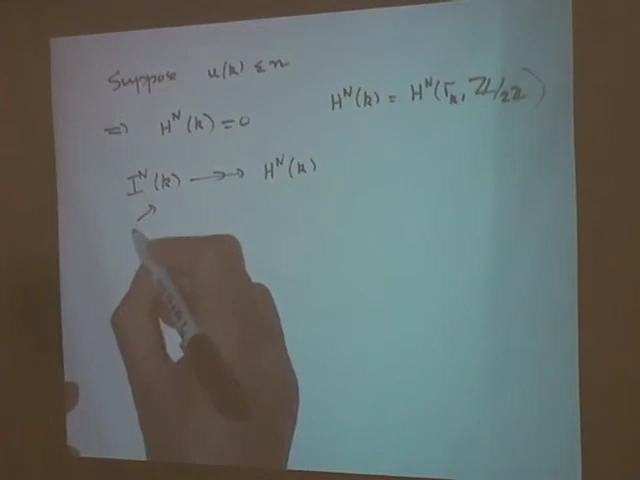 Suppose u(k) ≤ n
⇒ H^N(k) = 0
H^N(k) = H^N(Γ_k, ℤ/2ℤ)
I^N(k) ↠ H^N(k)
↗